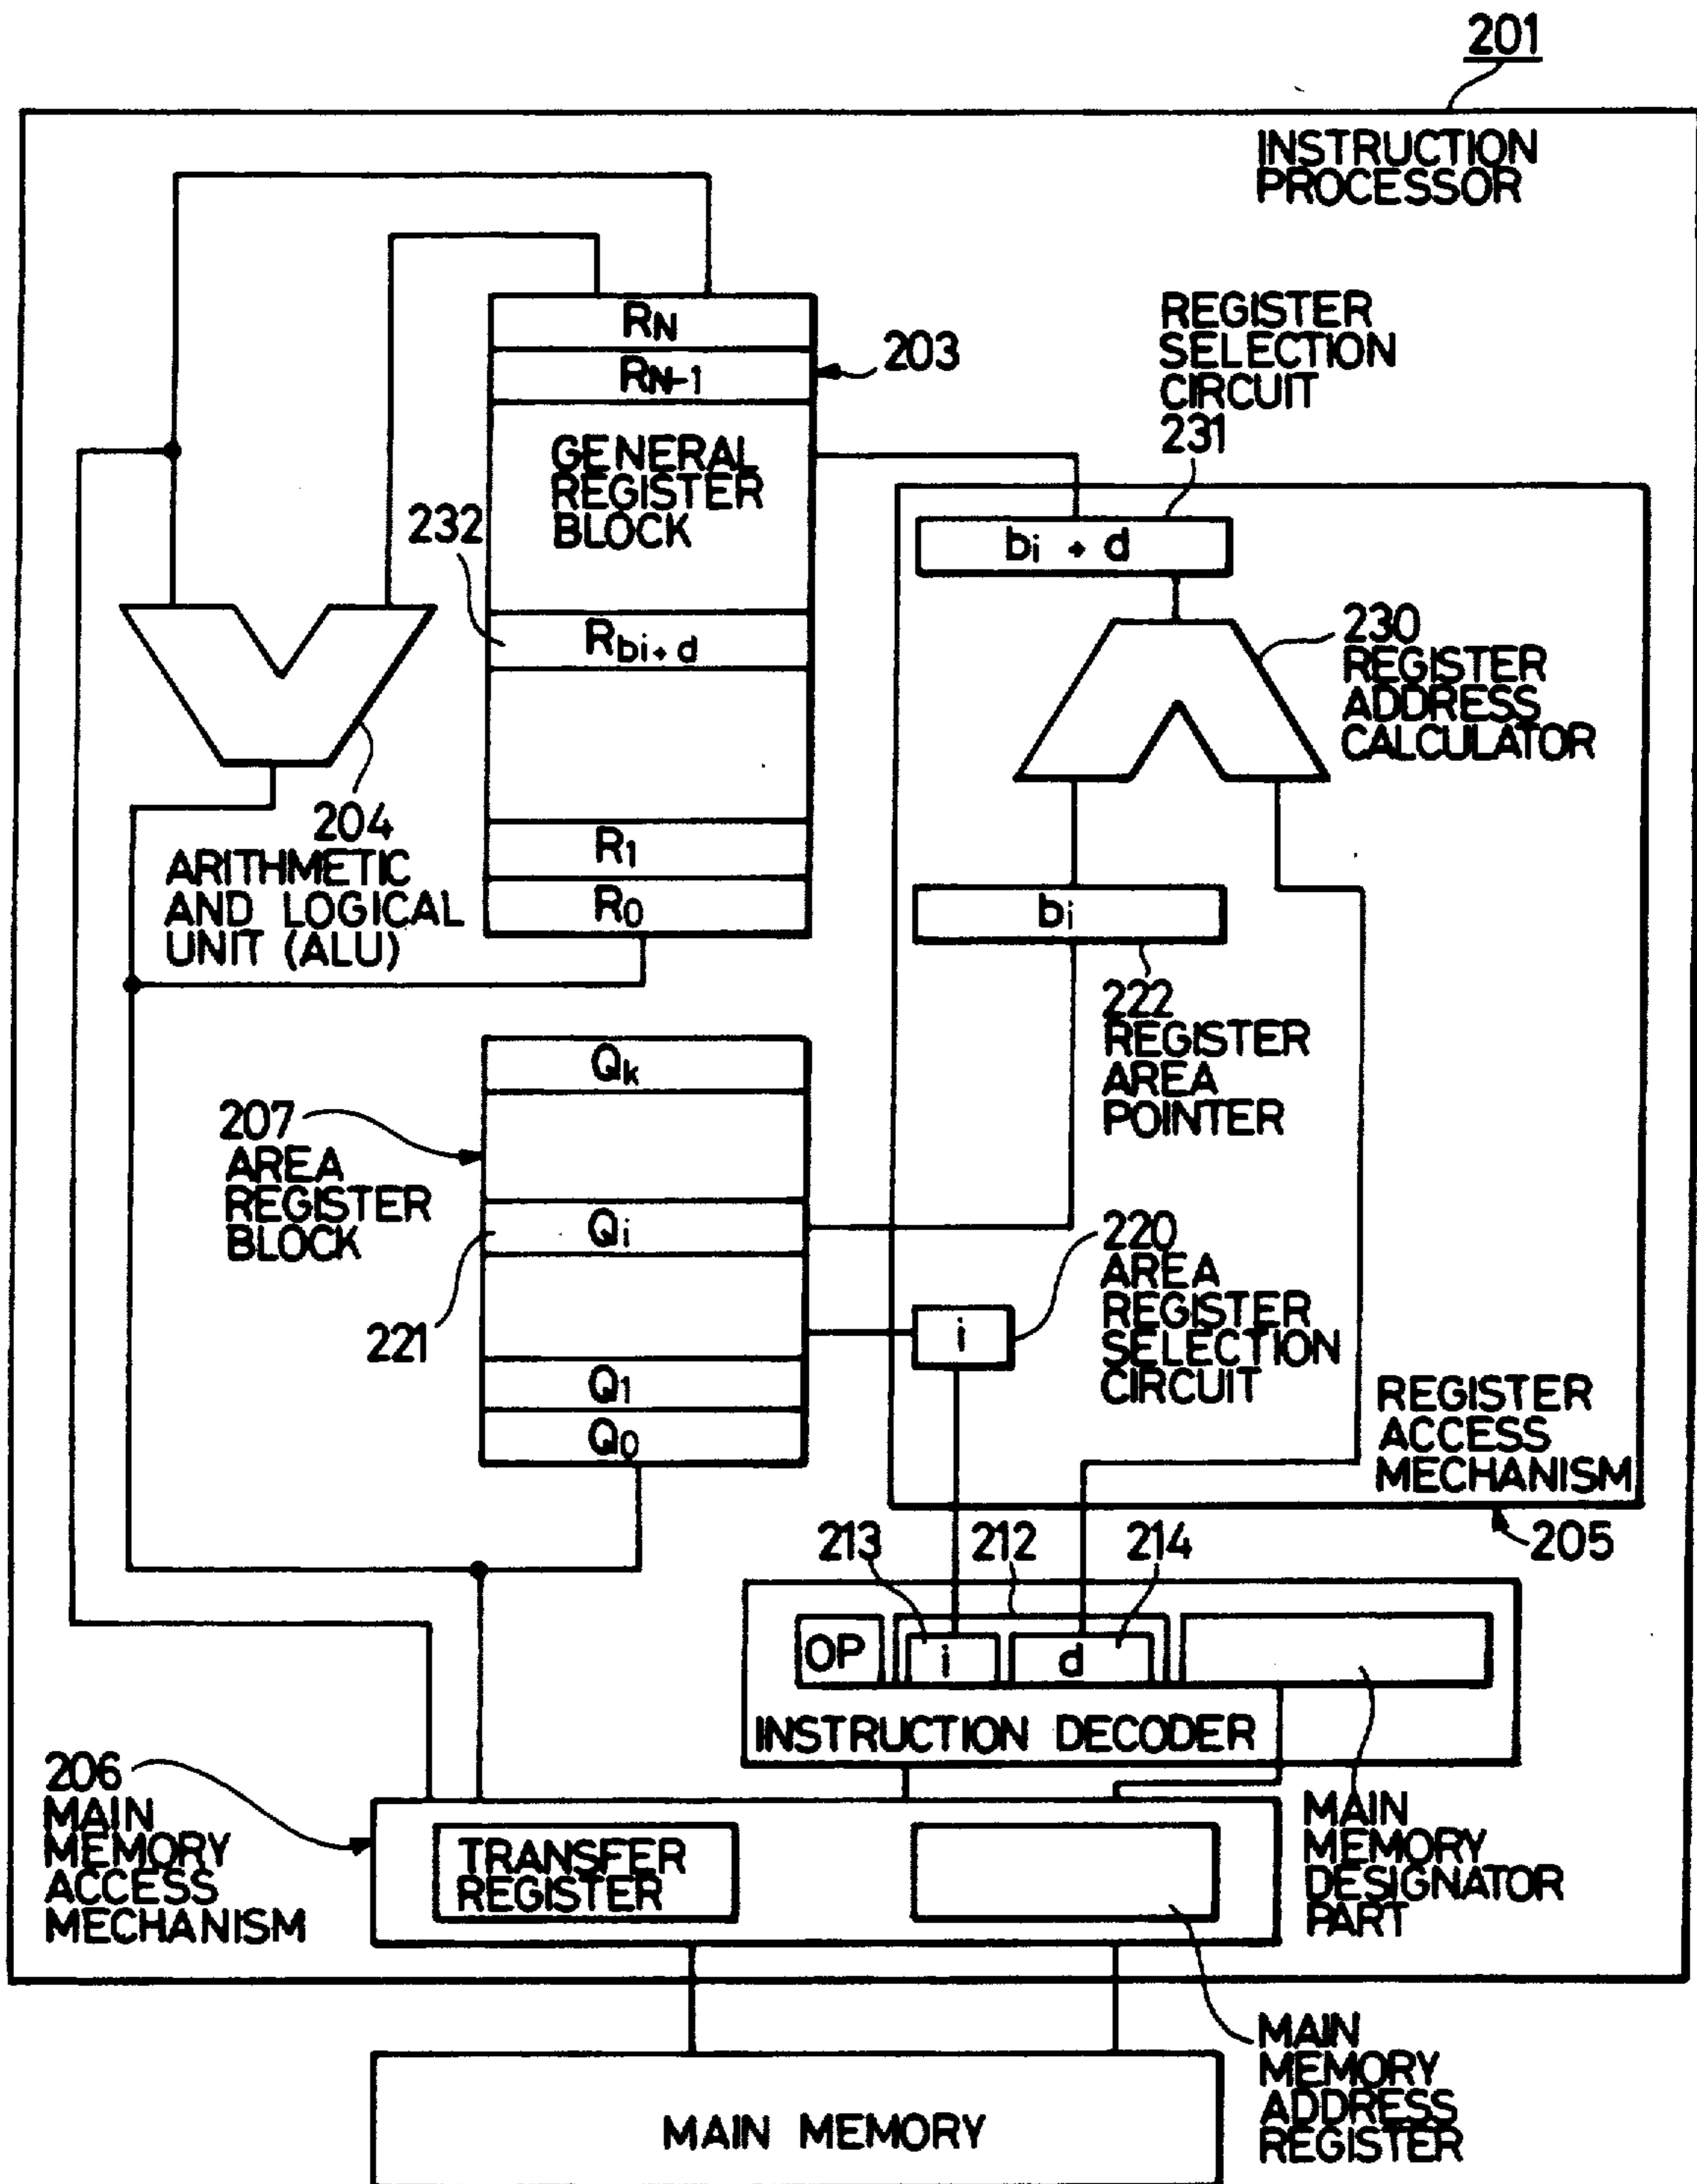 201
INSTRUCTION
PROCESSOR
RN
RN-1
203
GENERAL
REGISTER
BLOCK
232
Rbi+d
R1
R0
REGISTER
SELECTION
CIRCUIT
231
bi + d
230
REGISTER
ADDRESS
CALCULATOR
204
ARITHMETIC
AND LOGICAL
UNIT (ALU)
bi
222
REGISTER
AREA
POINTER
Qk
207
AREA
REGISTER
BLOCK
Qi
221
Q1
Q0
220
AREA
REGISTER
SELECTION
CIRCUIT
i
REGISTER
ACCESS
MECHANISM
205
213
212
214
OP
i
d
INSTRUCTION DECODER
206
MAIN
MEMORY
ACCESS
MECHANISM
TRANSFER
REGISTER
MAIN
MEMORY
DESIGNATOR
PART
MAIN
MEMORY
ADDRESS
REGISTER
MAIN MEMORY